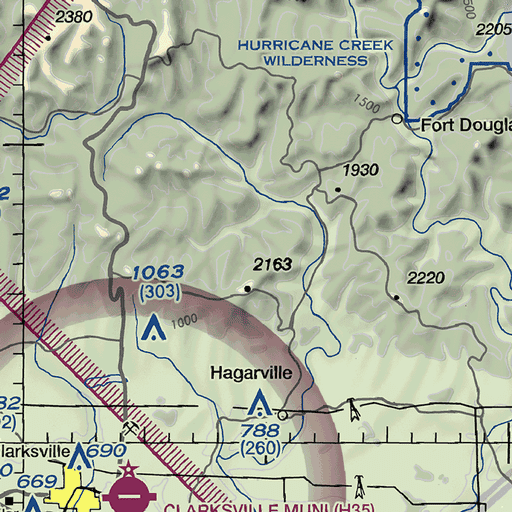 2380
2205
HURRICANE CREEK
WILDERNESS
1500
Fort Dougla
1930
2163
1063
(303)
2220
1000
Hagarville
788
(260)
larksville
690
669
CLARKSVILLE MUNI (H35)